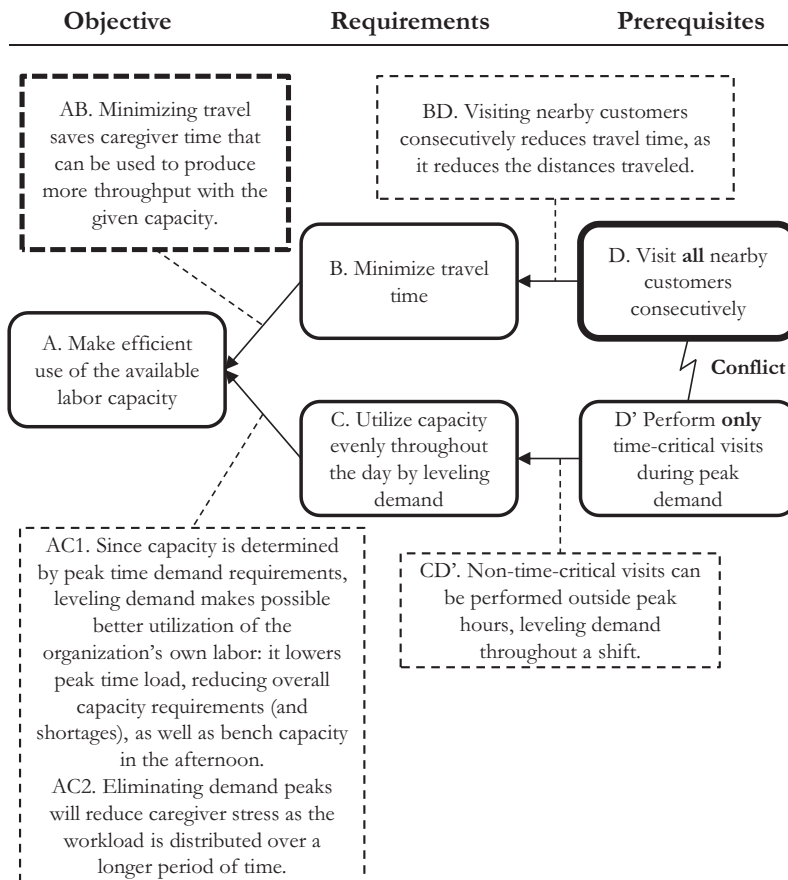 Objective Requirements Prerequisites
AB. Minimizing travel
saves caregiver time that
can be used to produce
more throughput with the
given capacity.
BD. Visiting nearby customers
consecutively reduces travel time, as
it reduces the distances traveled.
B. Minimize travel
time
D. Visit all nearby
customers
consecutively
A. Make efficient
use of the available
labor capacity
Conflict
C. Utilize capacity
evenly throughout
the day by leveling
demand
D’ Perform only
time-critical visits
during peak
demand
AC1. Since capacity is determined
by peak time demand requirements,
leveling demand makes possible
better utilization of the
organization’s own labor: it lowers
peak time load, reducing overall
capacity requirements (and
shortages), as well as bench capacity
in the afternoon.
AC2. Eliminating demand peaks
will reduce caregiver stress as the
workload is distributed over a
longer period of time.
CD’. Non-time-critical visits can
be performed outside peak
hours, leveling demand
throughout a shift.